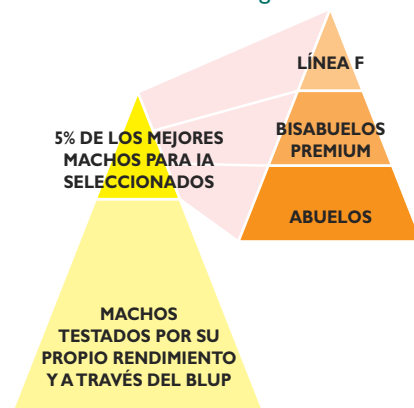 LÍNEA F
BISABUELOS
PREMIUM
ABUELOS
5% DE LOS MEJORES
MACHOS PARA IA
SELECCIONADOS
MACHOS
TESTADOS POR SU
PROPIO RENDIMIENTO
Y A TRAVÉS DEL BLUP